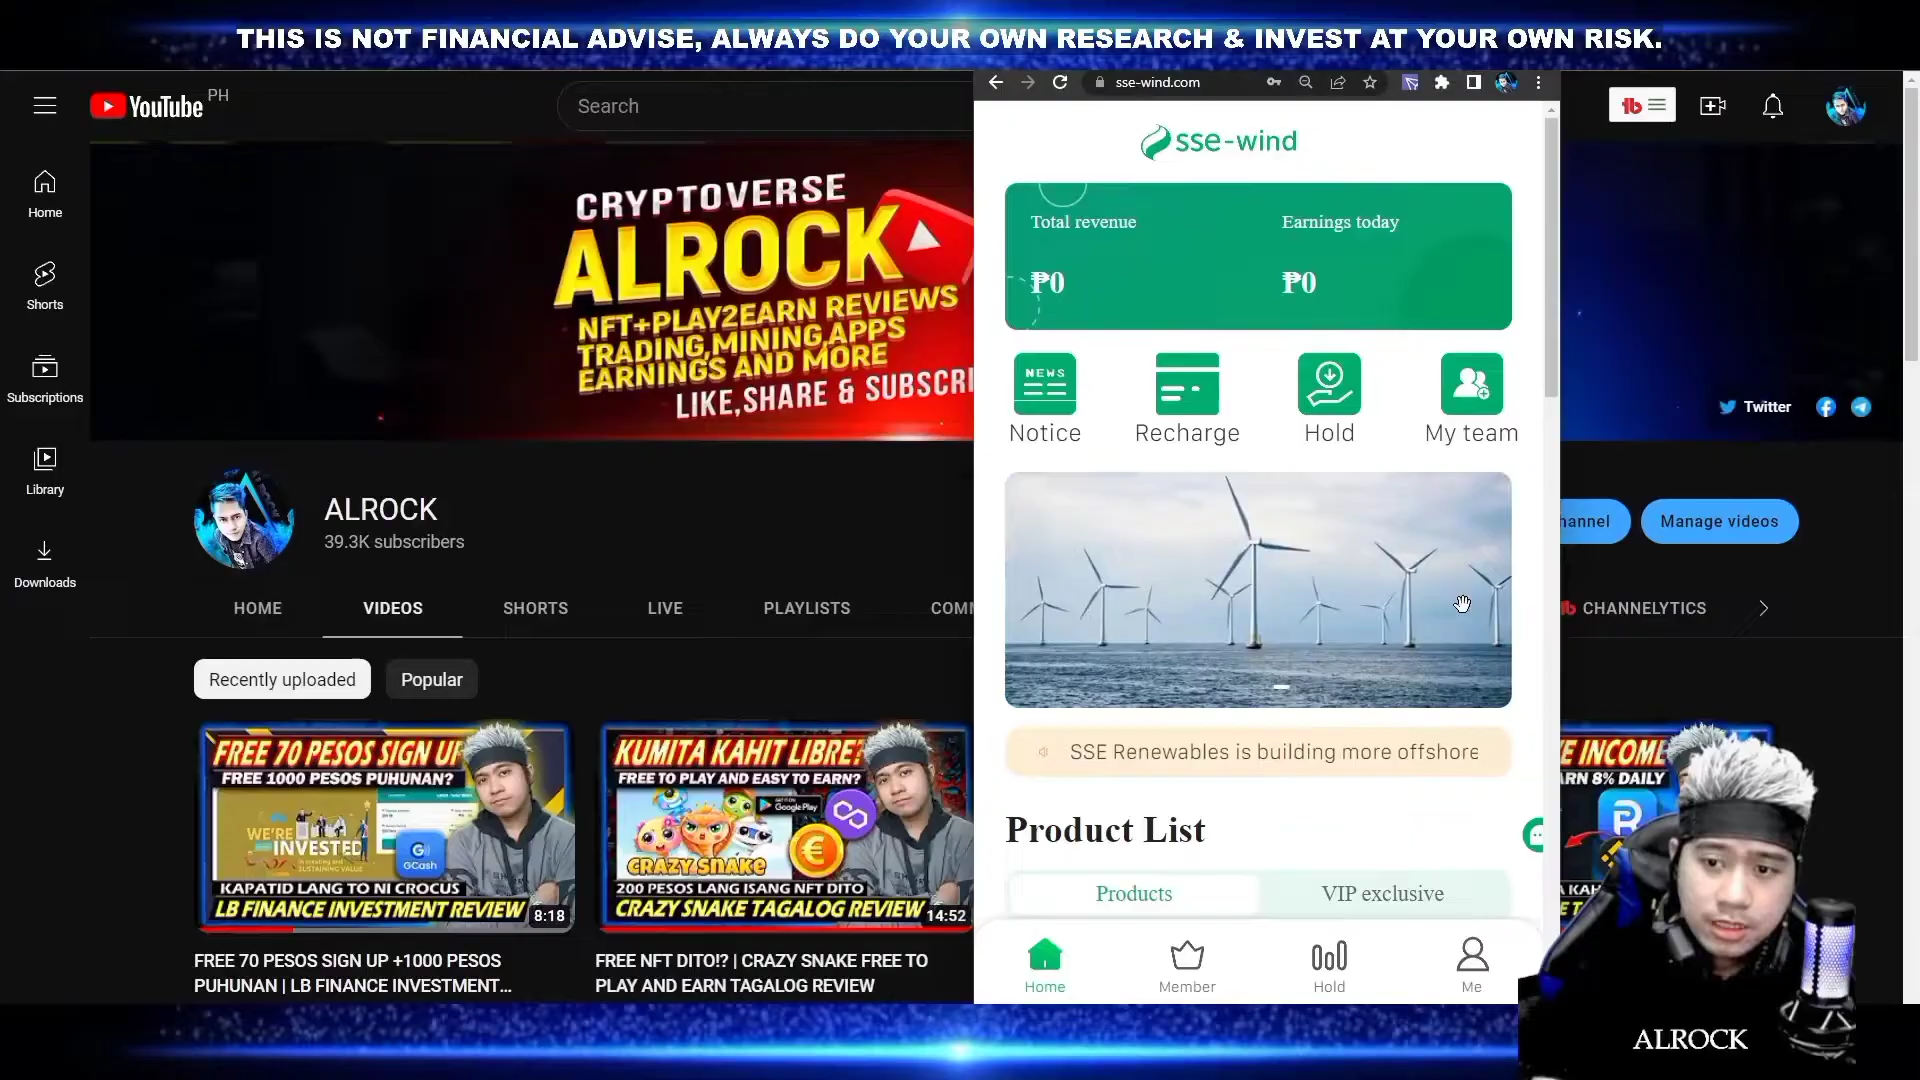 THIS IS NOT FINANCIAL ADVISE, ALWAYS DO YOUR OWN RESEARCH & INVEST AT YOUR OWN RISK.
YouTube PH
Search
sse-wind.com
Home
Shorts
Subscriptions
Library
Downloads
CRYPTOVERSE
ALROCK
NFT+PLAY2EARN REVIEWS
TRADING,MINING,APPS
EARNINGS AND MORE
LIKE,SHARE & SUBSCRI
Twitter
ALROCK
39.3K subscribers
hannel
Manage videos
HOME
VIDEOS
SHORTS
LIVE
PLAYLISTS
COMM
CHANNELYTICS
Recently uploaded
Popular
FREE 70 PESOS SIGN UP
FREE 1000 PESOS PUHUNAN?
WE'RE
INVESTED
GCash
KAPATID LANG TO NI CROCUS
LB FINANCE INVESTMENT REVIEW
8:18
FREE 70 PESOS SIGN UP +1000 PESOS
PUHUNAN | LB FINANCE INVESTMENT...
KUMITA KAHIT LIBRE?
FREE TO PLAY AND EASY TO EARN?
Google Play
CRAZY SNAKE
200 PESOS LANG ISANG NFT DITO
CRAZY SNAKE TAGALOG REVIEW
14:52
FREE NFT DITO!? | CRAZY SNAKE FREE TO
PLAY AND EARN TAGALOG REVIEW
sse-wind
Total revenue
Earnings today
₱0
₱0
NEWS
Notice
Recharge
Hold
My team
SSE Renewables is building more offshore
Product List
Products
VIP exclusive
Home
Member
Hold
Me
E INCOME
ARN 8% DAILY
ALROCK